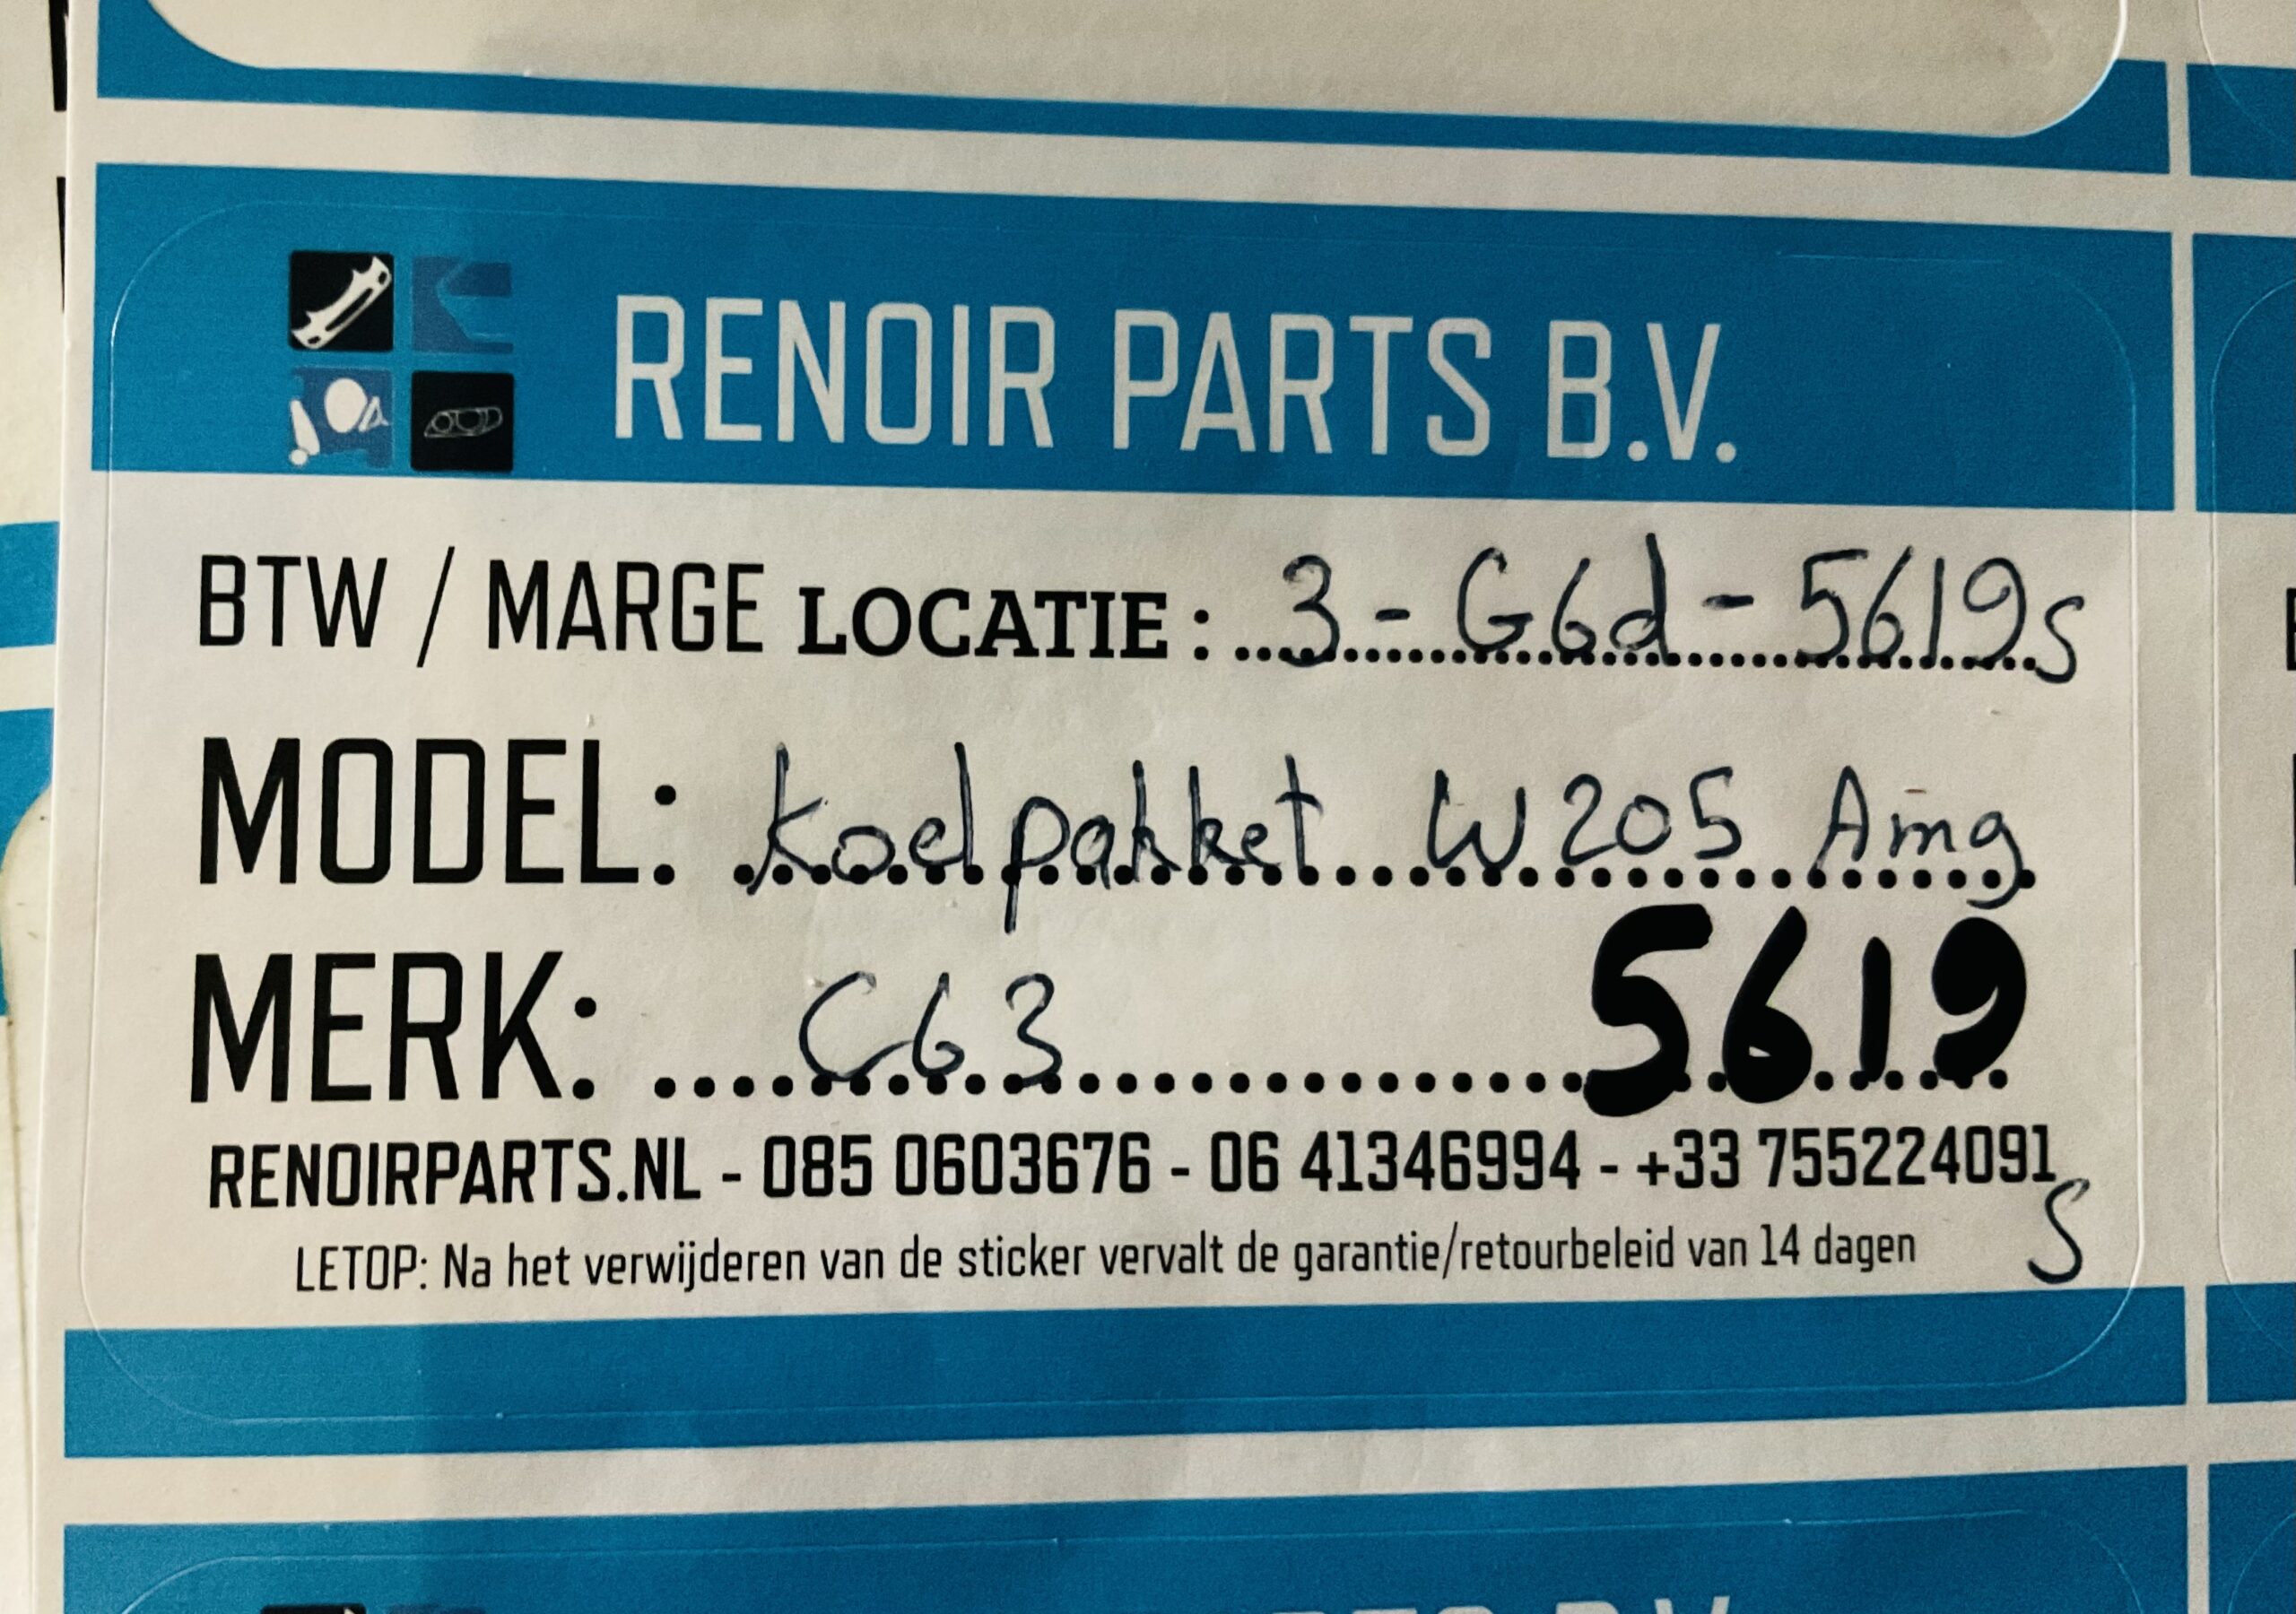 RENOIR PARTS B.V.
BTW / MARGE LOCATIE : 3 - G6d - 5619s
MODEL: Koelpakket W205 Amg
MERK: C63 5619
RENOIRPARTS.NL - 085 0603676 - 06 41346994 - +33 755224091
S
LETOP: Na het verwijderen van de sticker vervalt de garantie/retourbeleid van 14 dagen